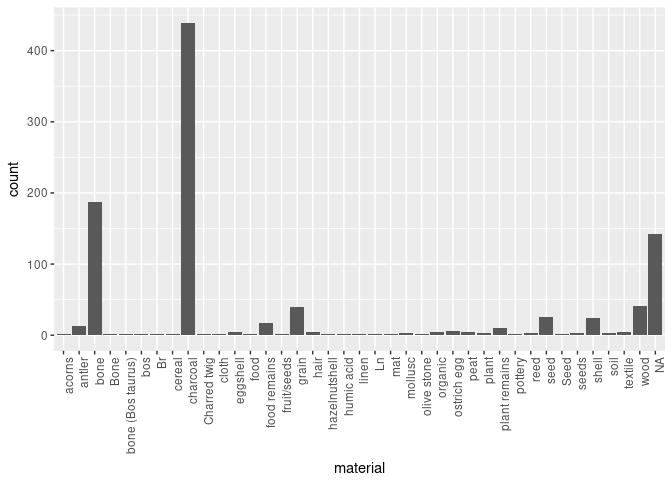 400
300
200
100
0
count
acorns
antler
bone
Bone
bone (Bos taurus)
bos
Br
cereal
charcoal
Charred twig
cloth
eggshell
food
food remains
fruit/seeds
grain
hair
hazelnutshell
humic acid
linen
Ln
mat
mollusc
olive stone
organic
ostrich egg
peat
plant
plant remains
pottery
reed
seed
Seed
seeds
shell
soil
textile
wood
NA
material